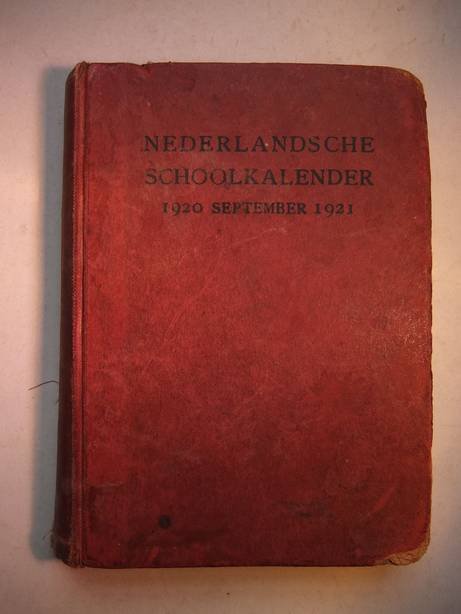 NEDERLANDSCHE
SCHOOLKALENDER
1920 SEPTEMBER 1921